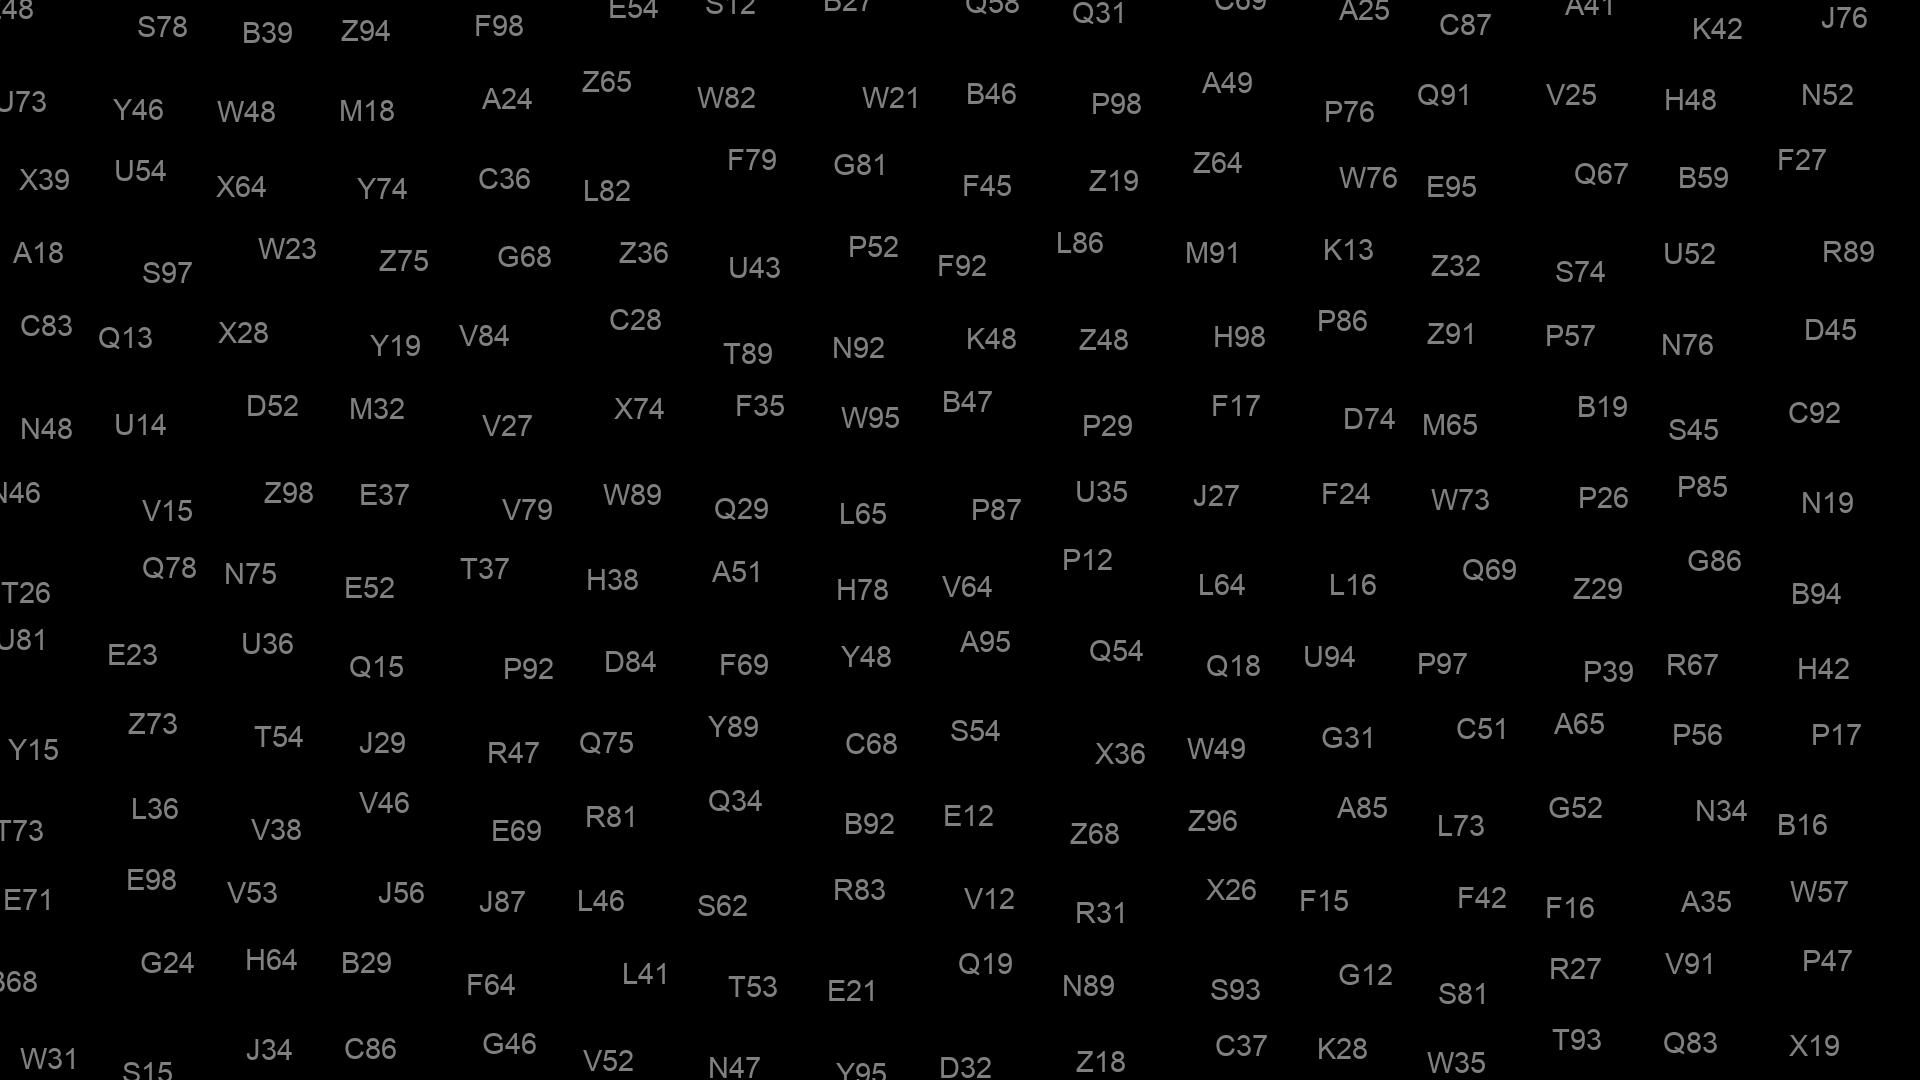 S78 B39 Z94 F98 E54 S12 B27 Q58 Q31 C69 A25 C87 A41 K42 J76
U73 Y46 W48 M18 A24 Z65 W82 W21 B46 P98 A49 P76 Q91 V25 H48 N52
X39 U54 X64 Y74 C36 L82 F79 G81 F45 Z19 Z64 W76 E95 Q67 B59 F27
A18 S97 W23 Z75 G68 Z36 U43 P52 F92 L86 M91 K13 Z32 S74 U52 R89
C83 Q13 X28 Y19 V84 C28 T89 N92 K48 Z48 H98 P86 Z91 P57 N76 D45
N48 U14 D52 M32 V27 X74 F35 W95 B47 P29 F17 D74 M65 B19 S45 C92
N46 V15 Z98 E37 V79 W89 Q29 L65 P87 U35 J27 F24 W73 P26 P85 N19
T26 Q78 N75 E52 T37 H38 A51 H78 V64 P12 L64 L16 Q69 Z29 G86 B94
U81 E23 U36 Q15 P92 D84 F69 Y48 A95 Q54 Q18 U94 P97 P39 R67 H42
Y15 Z73 T54 J29 R47 Q75 Y89 C68 S54 X36 W49 G31 C51 A65 P56 P17
T73 L36 V38 V46 E69 R81 Q34 B92 E12 Z68 Z96 A85 L73 G52 N34 B16
E71 E98 V53 J56 J87 L46 S62 R83 V12 R31 X26 F15 F42 F16 A35 W57
G24 H64 B29 F64 L41 T53 E21 Q19 N89 S93 G12 S81 R27 V91 P47
W31 S15 J34 C86 G46 V52 N47 Y95 D32 Z18 C37 K28 W35 T93 Q83 X19